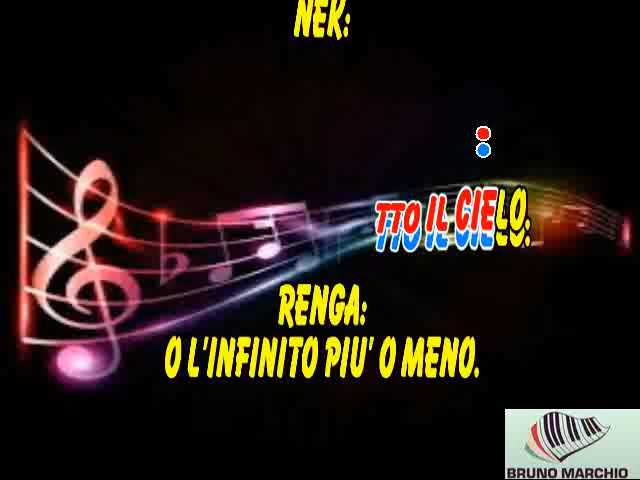 NEK:
TTO IL CIELO.
RENGA:
O L'INFINITO PIU' O MENO.
BRUNO MARCHIO